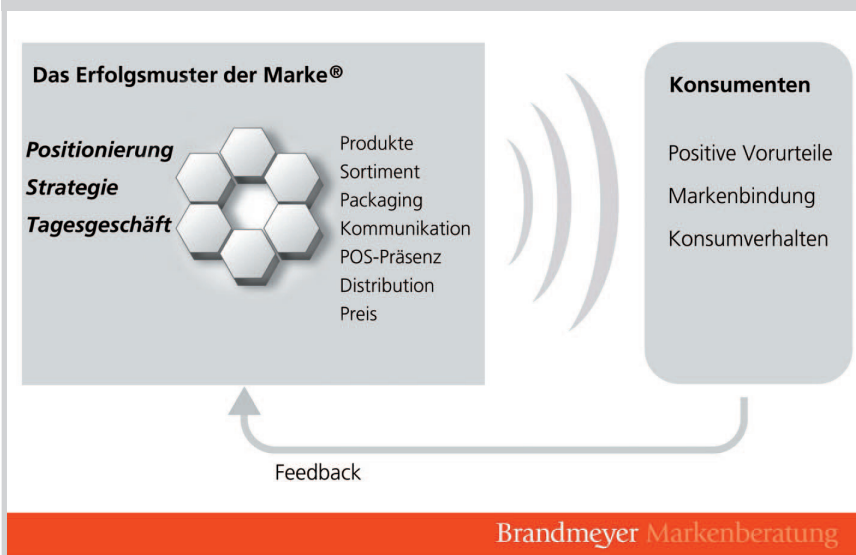 Das Erfolgsmuster der Marke®
Positionierung
Strategie
Tagesgeschäft
Produkte
Sortiment
Packaging
Kommunikation
POS-Präsenz
Distribution
Preis
Konsumenten
Positive Vorurteile
Markenbindung
Konsumverhalten
Feedback
Brandmeyer Markenberatung